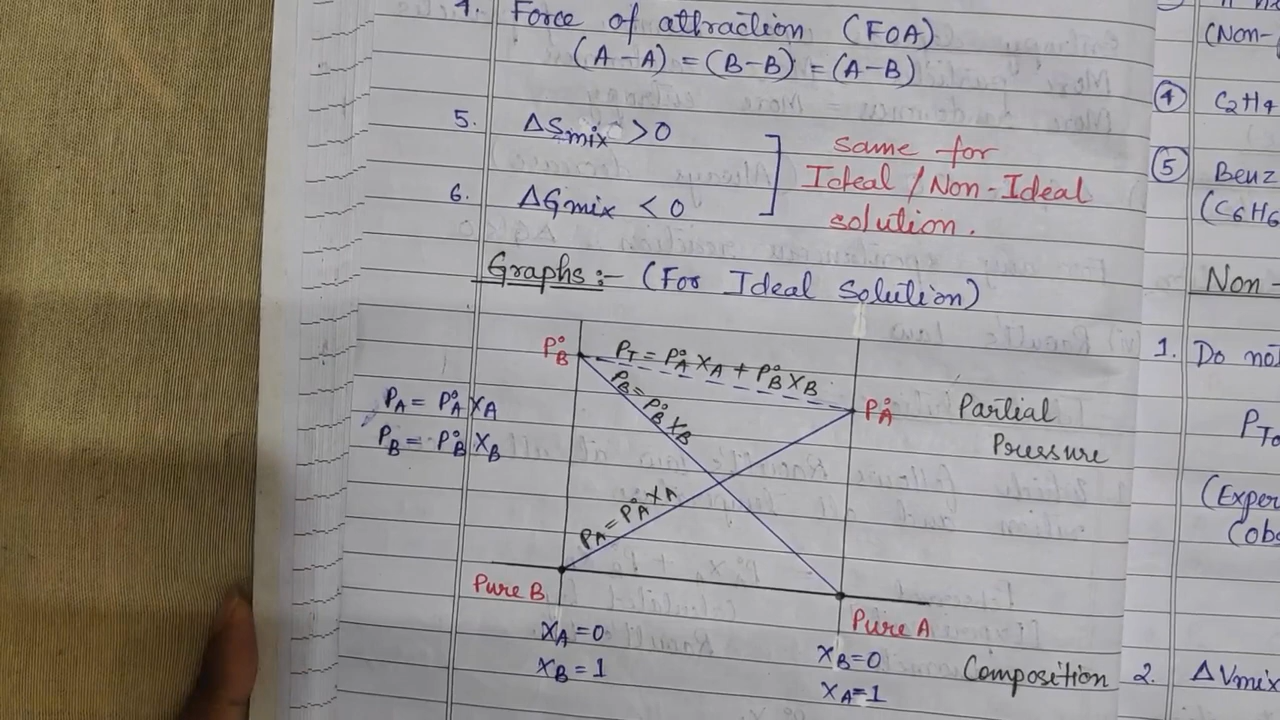 4. Force of attraction (FOA)
(A-A) = (B-B) = (A-B)
5. ΔSmix >0
6. ΔGmix <0
same for
Ideal / Non-Ideal
solution.
Graphs :- (For Ideal Solution)
P°B
PT = P°A XA + P°B XB
PB = P°B XB
P°A
Partial
Pressure
PA = P°A XA
PB = P°B XB
PA = P°A XA
Pure B
Pure A
XA=0
XB=1
XB=0
XA=1
Composition
(Non-
④ C2H4
⑤ Benz
(C6H6
Non-
1. Do not
PTo
(Exper
(obs
2. ΔVmix